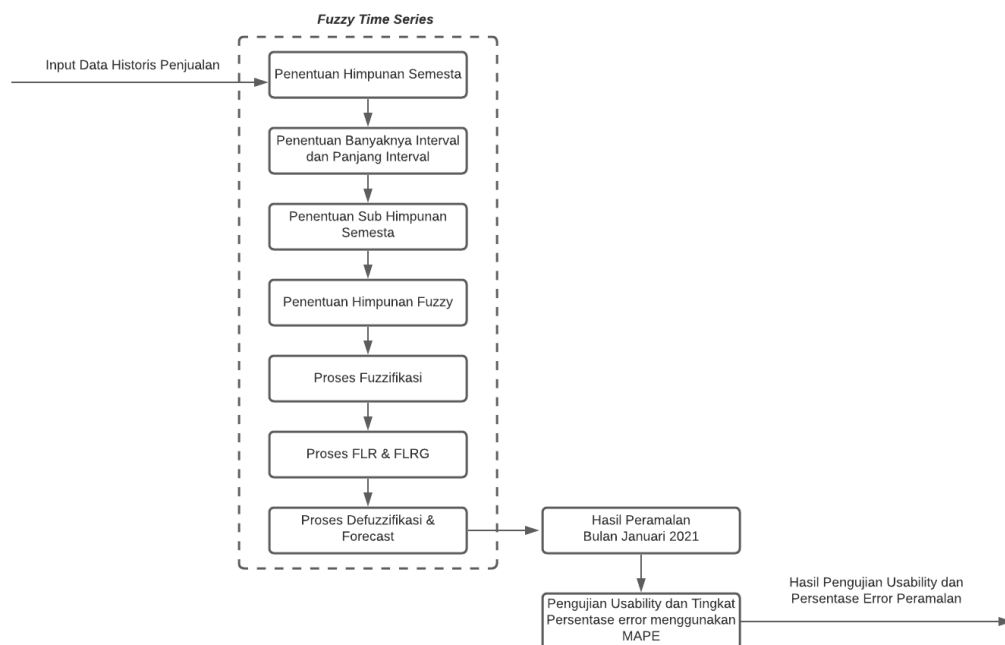 Fuzzy Time Series
Input Data Historis Penjualan
Penentuan Himpunan Semesta
Penentuan Banyaknya Interval
dan Panjang Interval
Penentuan Sub Himpunan
Semesta
Penentuan Himpunan Fuzzy
Proses Fuzzifikasi
Proses FLR & FLRG
Proses Defuzzifikasi &
Forecast
Hasil Peramalan
Bulan Januari 2021
Pengujian Usability dan Tingkat
Persentase error menggunakan
MAPE
Hasil Pengujian Usability dan
Persentase Error Peramalan